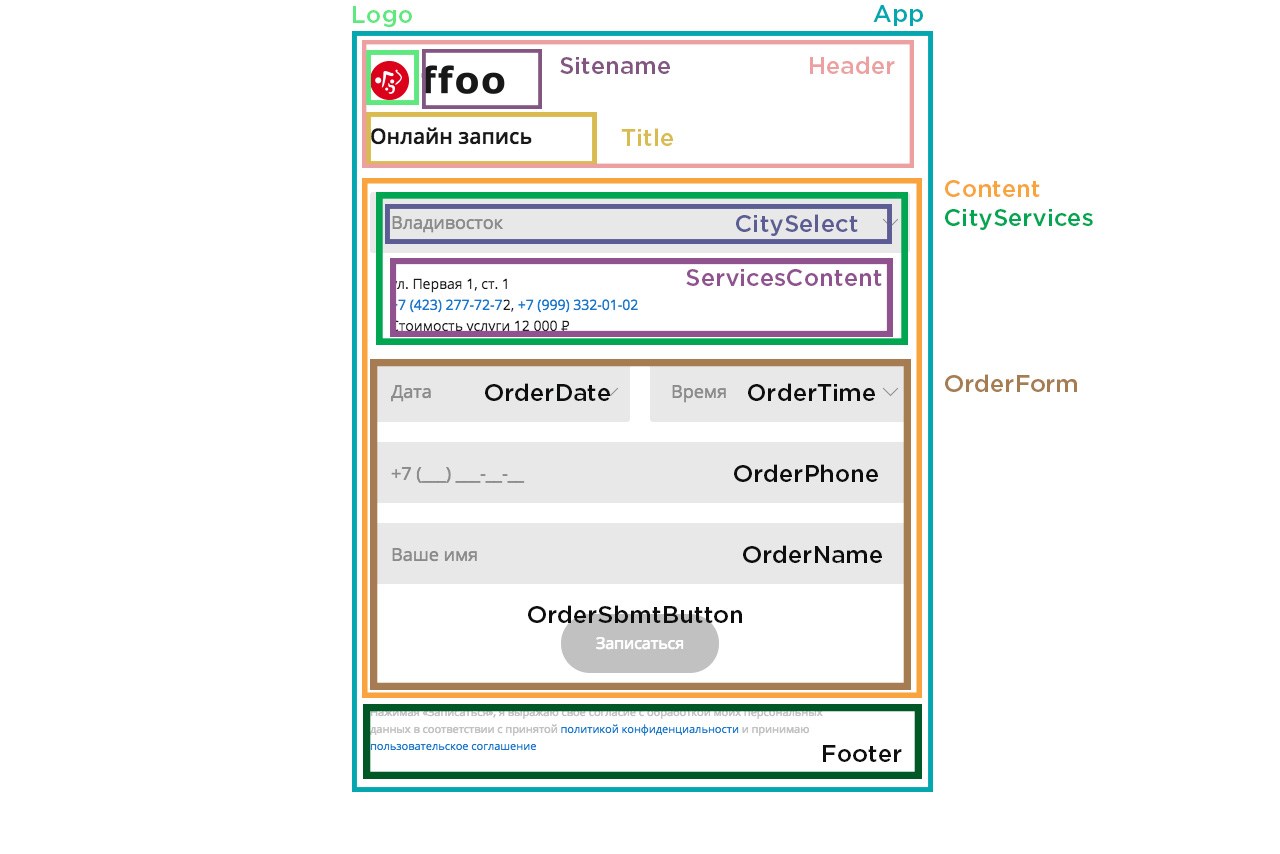 Logo
App
ffoo
Sitename
Header
Онлайн запись
Title
Content
CityServices
Владивосток
CitySelect
ServicesContent
ул. Первая 1, ст. 1
+7 (423) 277-72-72, +7 (999) 332-01-02
Стоимость услуги 12 000 ₽
OrderForm
Дата
OrderDate
Время
OrderTime
+7 (___) ___-__-__
OrderPhone
Ваше имя
OrderName
OrderSbmtButton
Записаться
Нажимая «Записаться», я выражаю свое согласие с обработкой моих персональных
данных в соответствии с принятой политикой конфиденциальности и принимаю
пользовательское соглашение
Footer